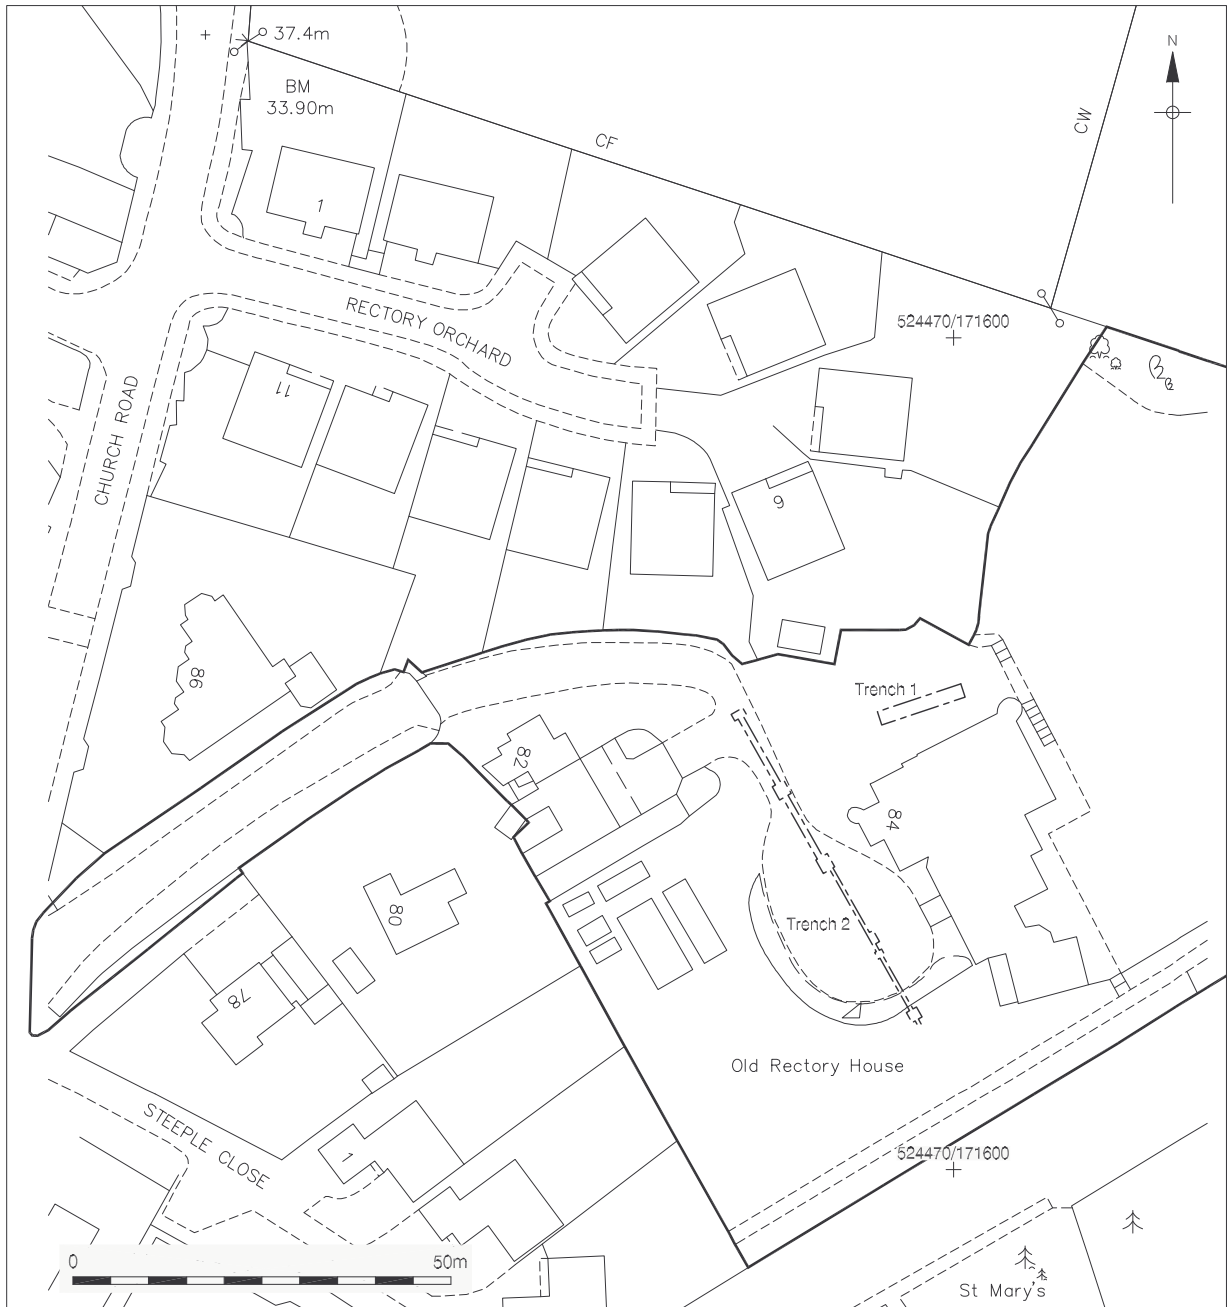 37.4m
BM
33.90m
N
CF
CW
1
RECTORY ORCHARD
524470/171600
11
CHURCH ROAD
9
86
Trench 1
82
84
80
Trench 2
78
Old Rectory House
STEEPLE CLOSE
1
524470/171600
0 50m
St Mary's